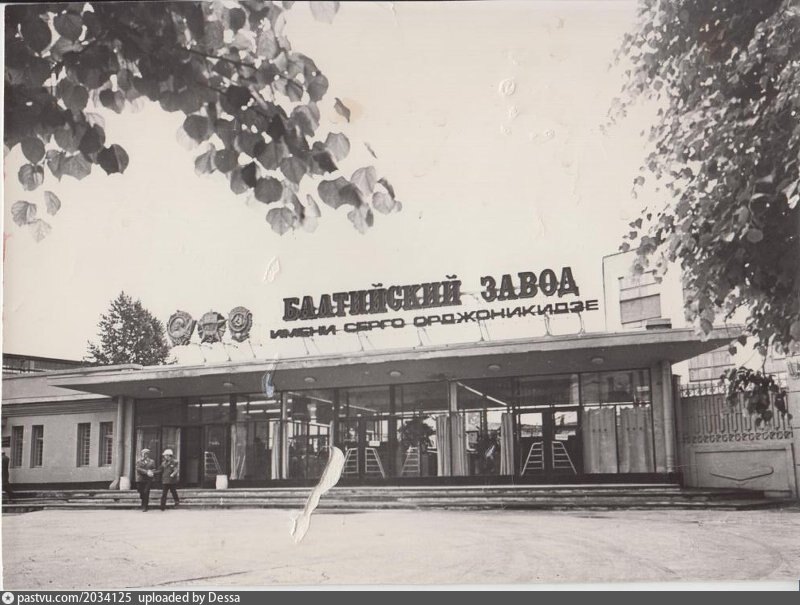 БАЛТИЙСКИЙ ЗАВОД
ИМЕНИ СЕРГО ОРДЖОНИКИДЗЕ
pastvu.com/2034125 uploaded by Dessa